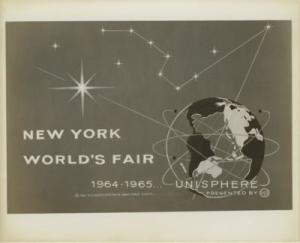 NEW YORK
WORLD'S FAIR
1964-1965...
UNISPHERE
PRESENTED BY